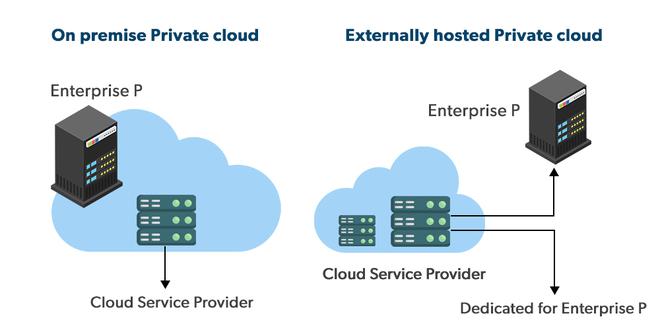 On premise Private cloud
Enterprise P
Cloud Service Provider
Externally hosted Private cloud
Enterprise P
Cloud Service Provider
Dedicated for Enterprise P